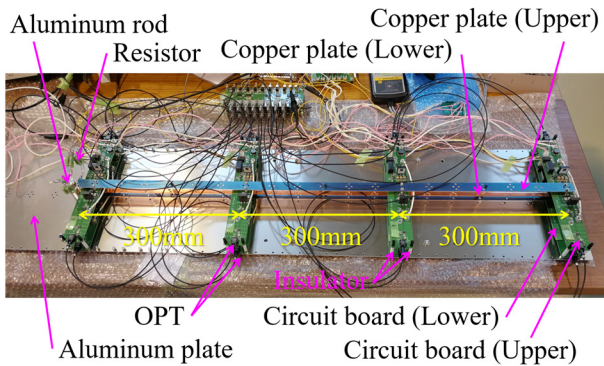 Aluminum rod
Resistor
Copper plate (Upper)
Copper plate (Lower)
300mm
300mm
300mm
Insulator
OPT
Circuit board (Lower)
Aluminum plate
Circuit board (Upper)